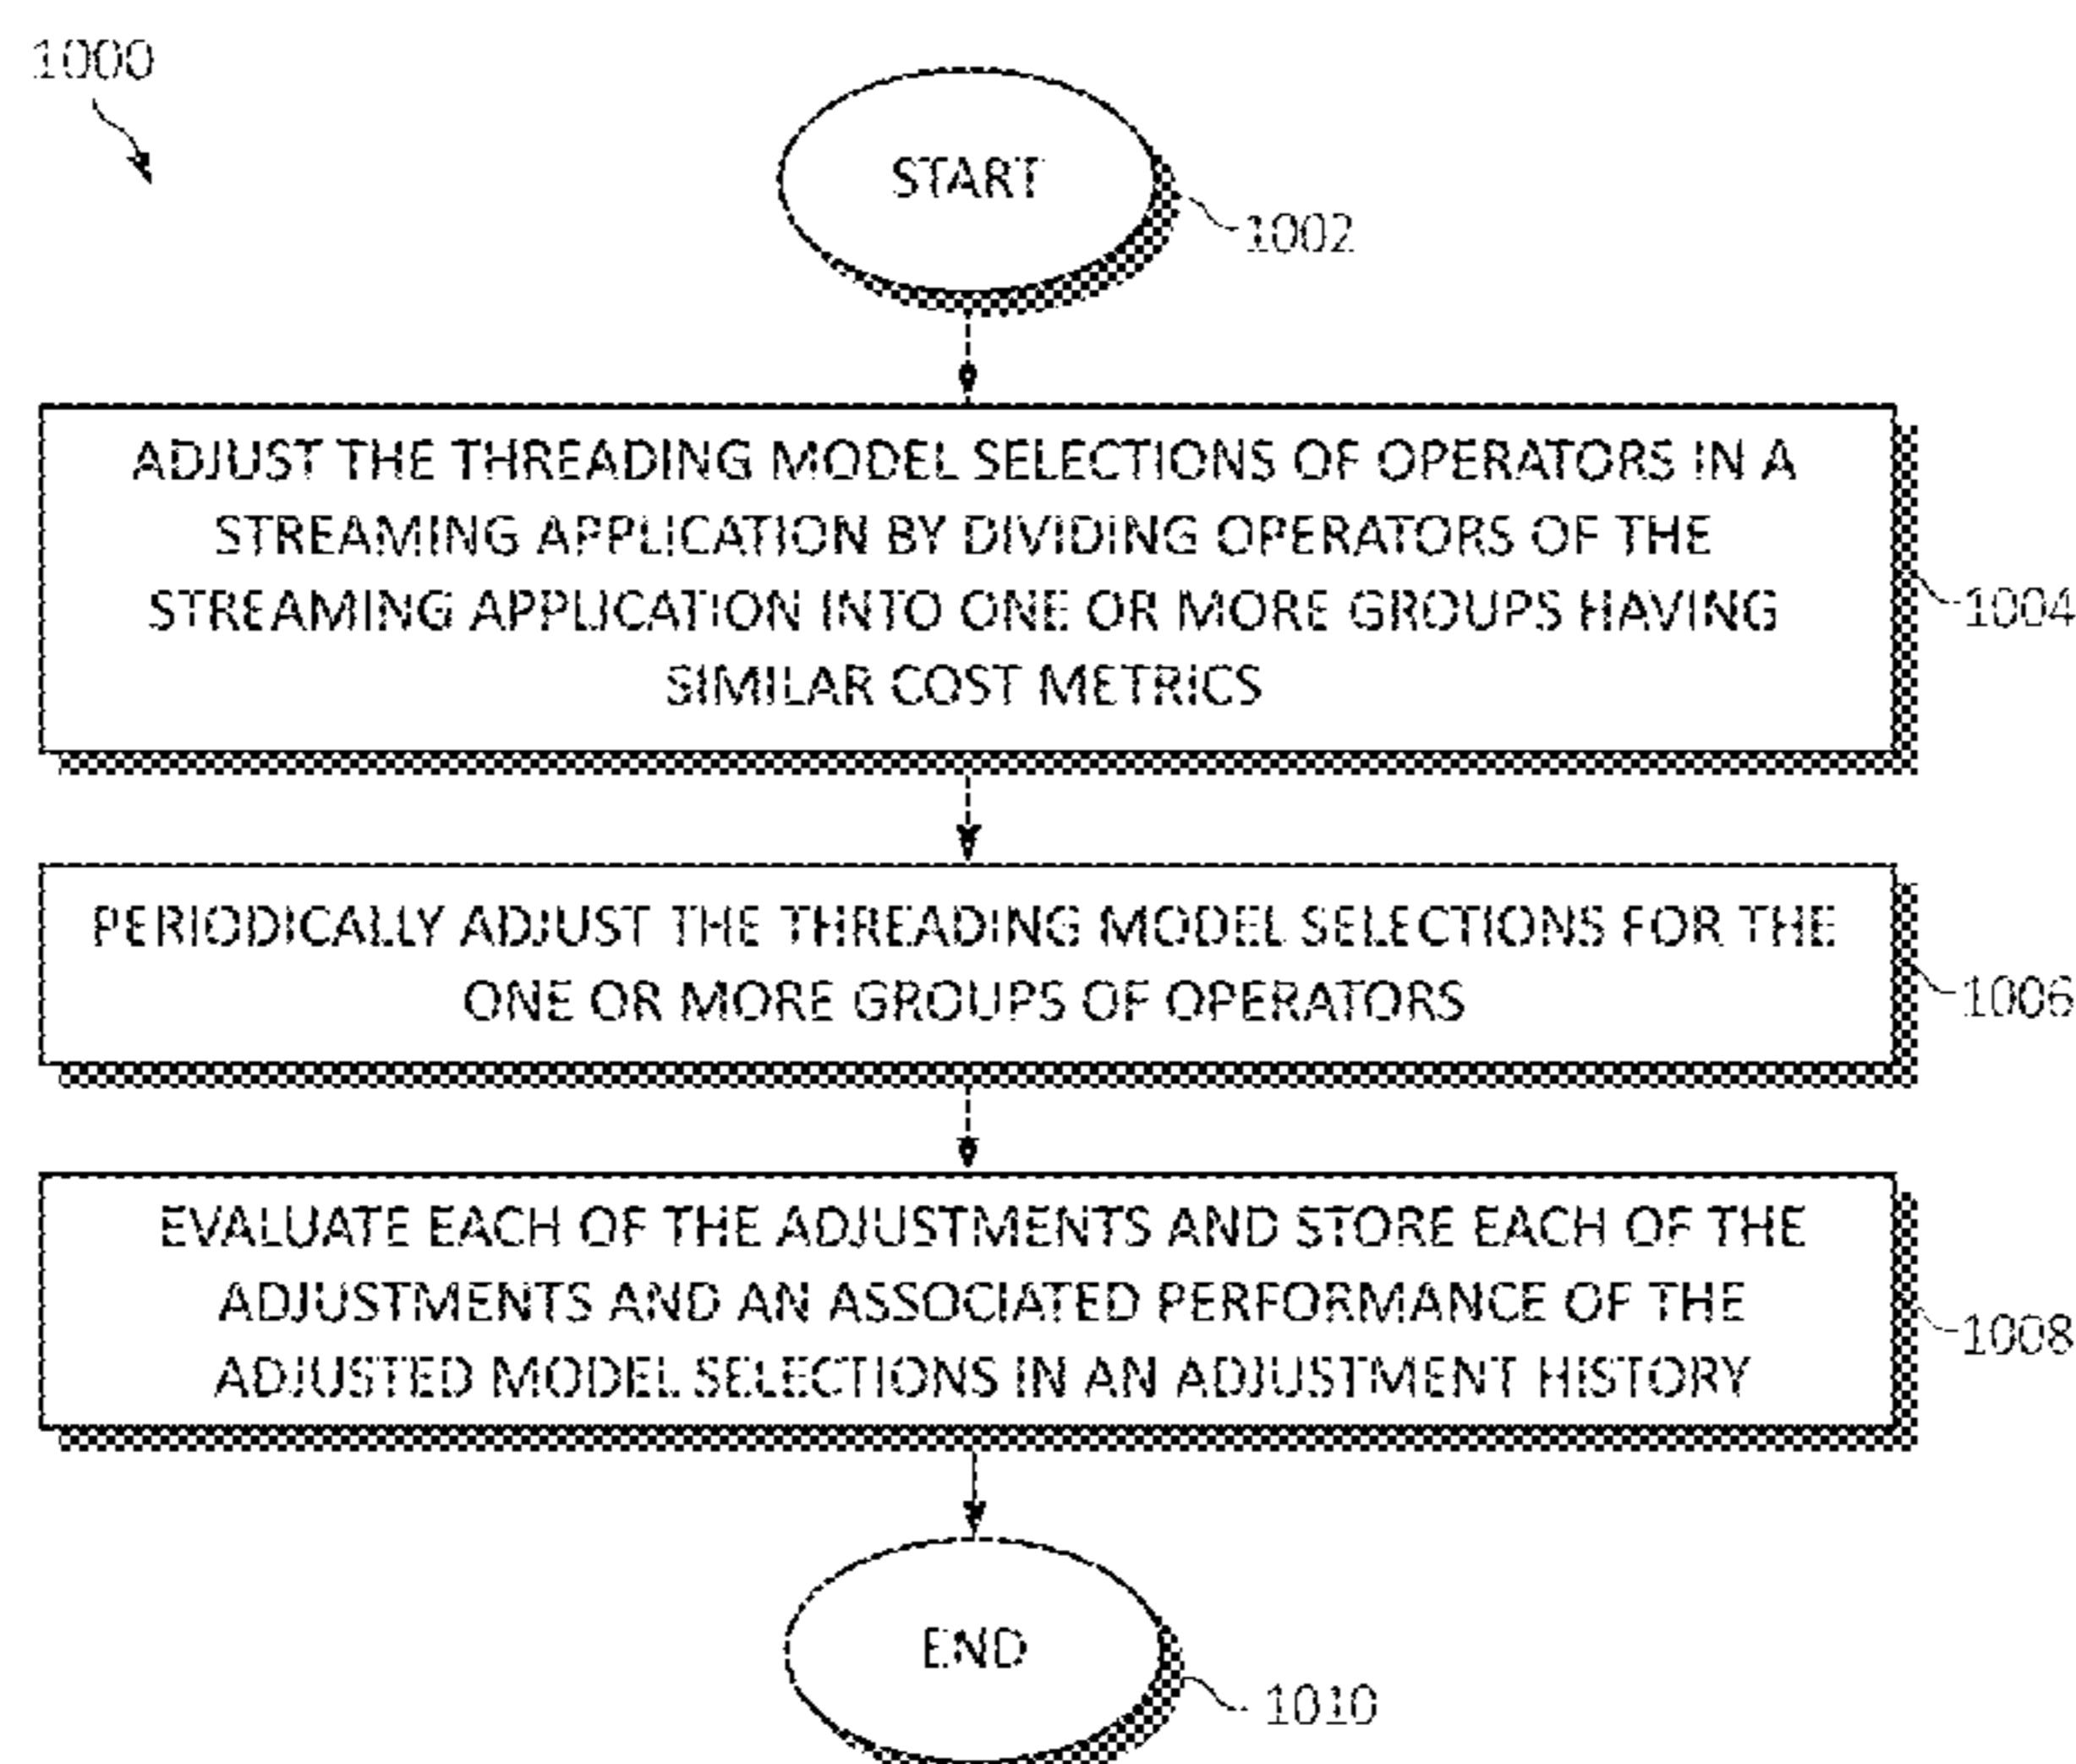 1000
START
1002
ADJUST THE THREADING MODEL SELECTIONS OF OPERATORS IN A
STREAMING APPLICATION BY DIVIDING OPERATORS OF THE
STREAMING APPLICATION INTO ONE OR MORE GROUPS HAVING
SIMILAR COST METRICS
1004
PERIODICALLY ADJUST THE THREADING MODEL SELECTIONS FOR THE
ONE OR MORE GROUPS OF OPERATORS
1006
EVALUATE EACH OF THE ADJUSTMENTS AND STORE EACH OF THE
ADJUSTMENTS AND AN ASSOCIATED PERFORMANCE OF THE
ADJUSTED MODEL SELECTIONS IN AN ADJUSTMENT HISTORY
1008
END
1010